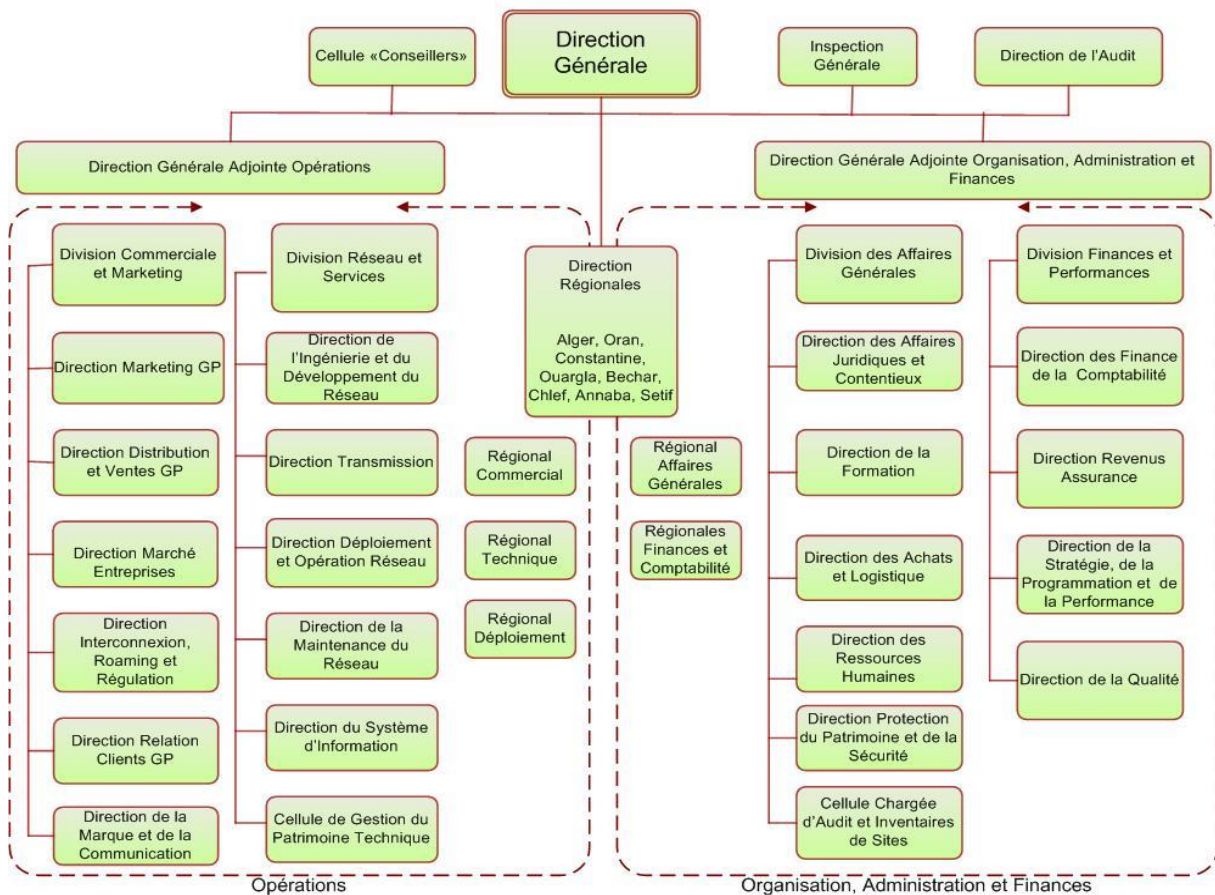 Direction
Générale
Cellule «Conseillers»
Inspection
Générale
Direction de l'Audit
Direction Générale Adjointe Opérations
Direction Générale Adjointe Organisation, Administration et
Finances
Division Commerciale
et Marketing
Direction Marketing GP
Direction Distribution
et Ventes GP
Direction Marché
Entreprises
Direction
Interconnexion,
Roaming et
Régulation
Direction Relation
Clients GP
Direction de la
Marque et de la
Communication
Division Réseau et
Services
Direction de
l'Ingénierie et du
Développement du
Réseau
Direction Transmission
Direction Déploiement
et Opération Réseau
Direction de la
Maintenance du
Réseau
Direction du Système
d'Information
Cellule de Gestion du
Patrimoine Technique
Direction
Régionales
Alger, Oran,
Constantine,
Ouargla, Bechar,
Chlef, Annaba, Setif
Régional
Commercial
Régional
Technique
Régional
Déploiement
Régional
Affaires
Générales
Régionales
Finances et
Comptabilité
Division des Affaires
Générales
Direction des Affaires
Juridiques et
Contentieux
Direction de la
Formation
Direction des Achats
et Logistique
Direction des
Ressources
Humaines
Direction Protection
du Patrimoine et de la
Sécurité
Cellule Chargée
d'Audit et Inventaires
de Sites
Division Finances et
Performances
Direction des Finance
de la Comptabilité
Direction Revenus
Assurance
Direction de la
Stratégie, de la
Programmation et de
la Performance
Direction de la Qualité
Opérations
Organisation, Administration et Finances